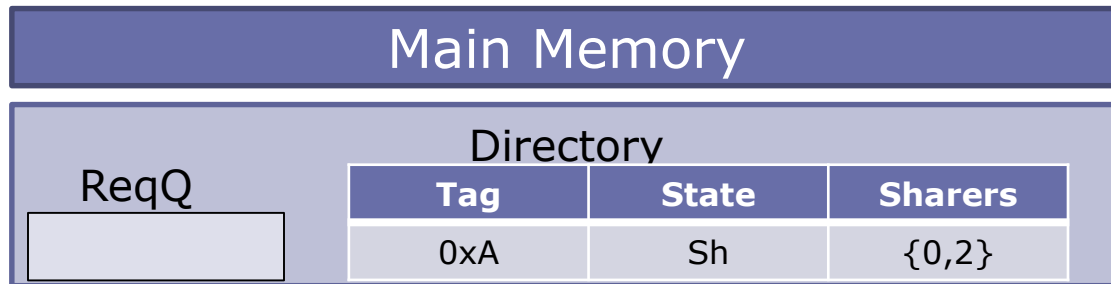 Main Memory
Directory
ReqQ
Tag State Sharers
0xA Sh {0,2}